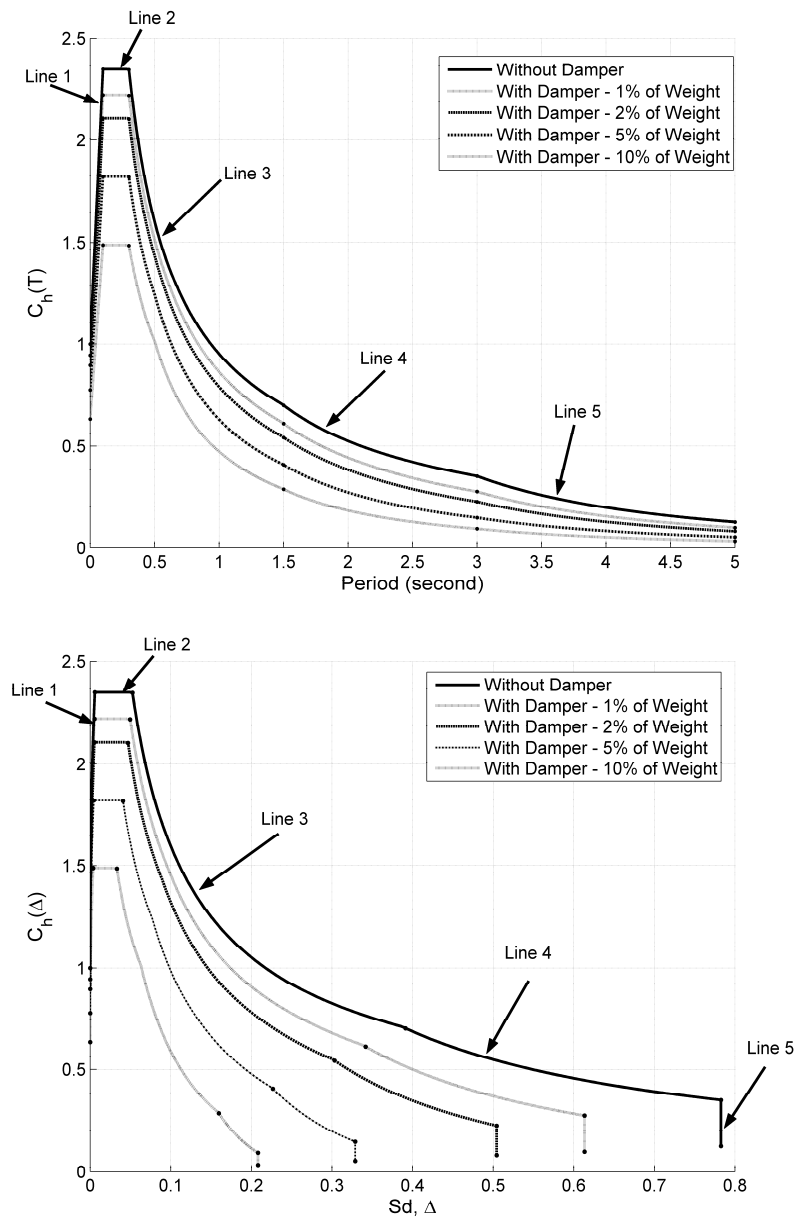 Line 2
2.5
Line 1
Without Damper
With Damper - 1% of Weight
With Damper - 2% of Weight
With Damper - 5% of Weight
With Damper - 10% of Weight
2
Line 3
1.5
Ch(T)
1
Line 4
Line 5
0.5
0
0 0.5 1 1.5 2 2.5 3 3.5 4 4.5 5
Period (second)
Line 2
2.5
Line 1
Without Damper
With Damper - 1% of Weight
With Damper - 2% of Weight
With Damper - 5% of Weight
With Damper - 10% of Weight
2
Line 3
1.5
Ch(Δ)
Line 4
1
Line 5
0.5
0
0 0.1 0.2 0.3 0.4 0.5 0.6 0.7 0.8
Sd, Δ